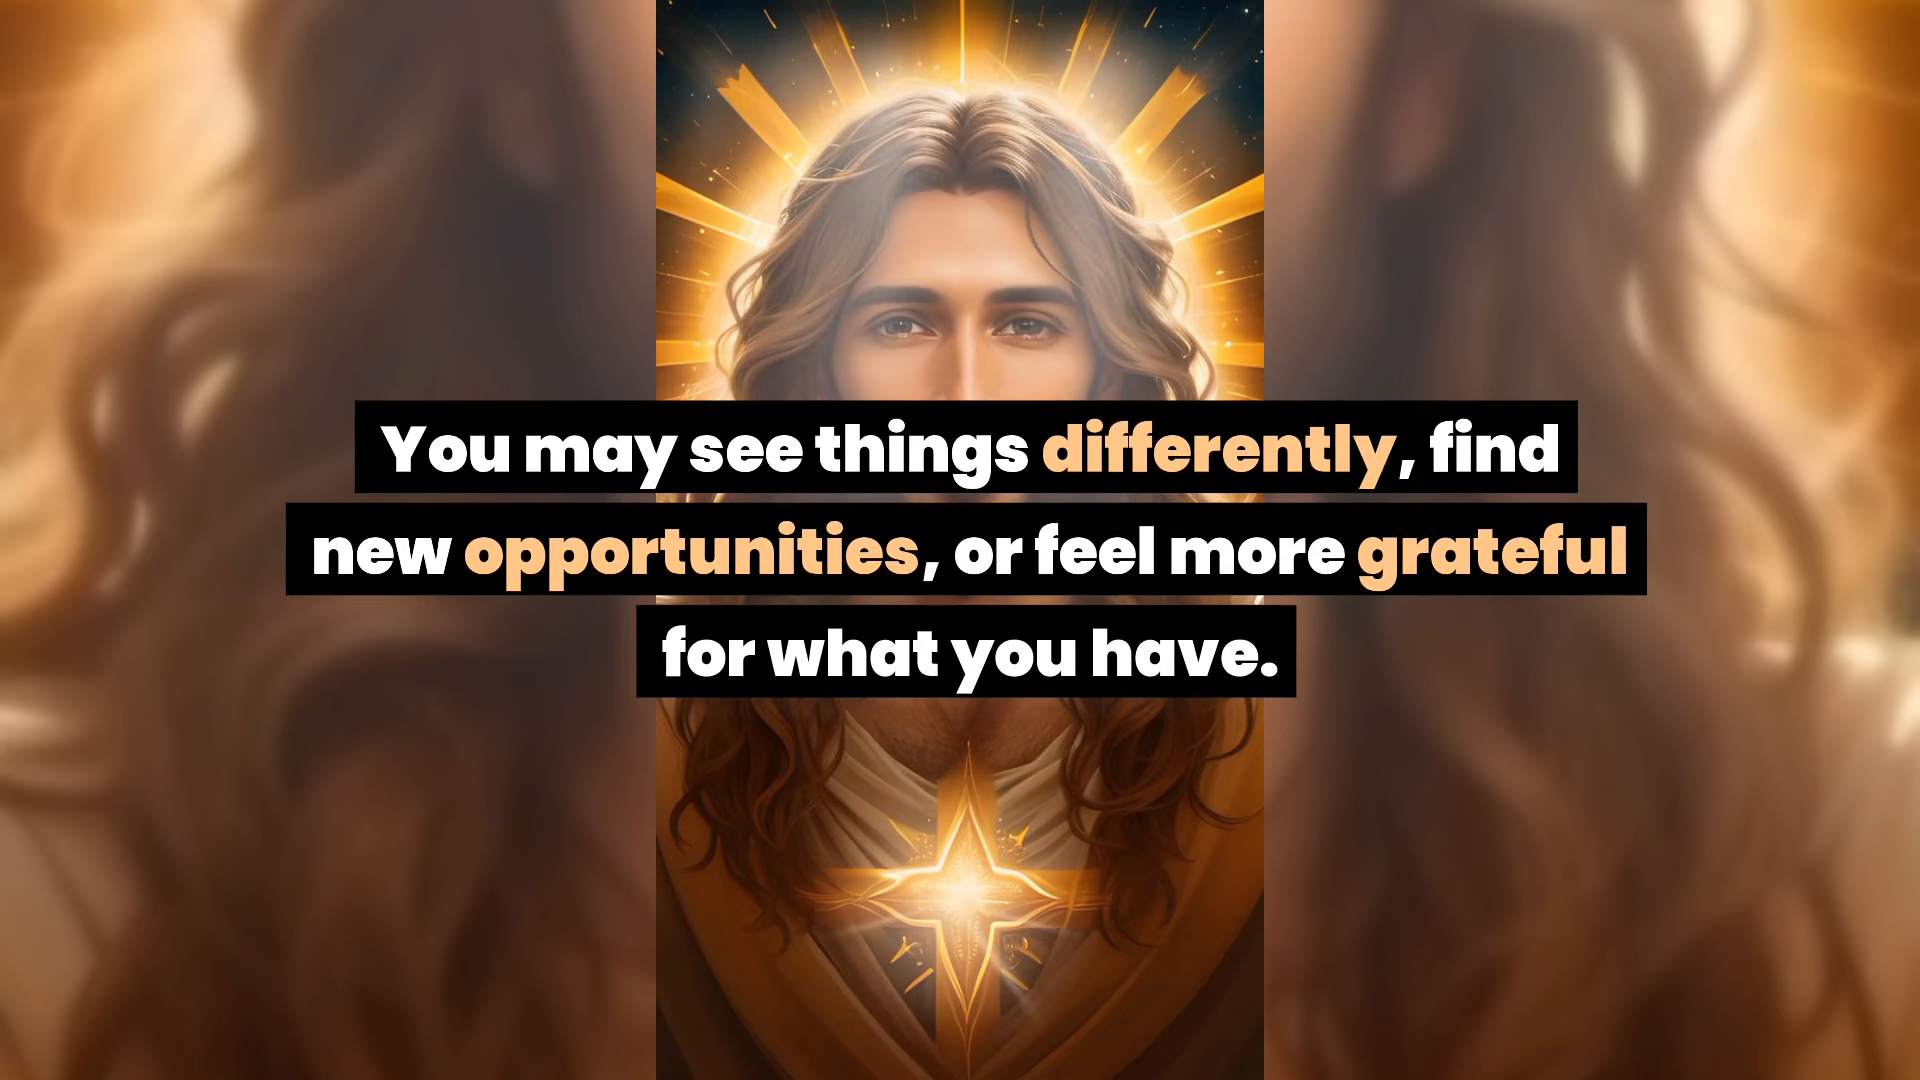 You may see things differently, find
new opportunities, or feel more grateful
for what you have.